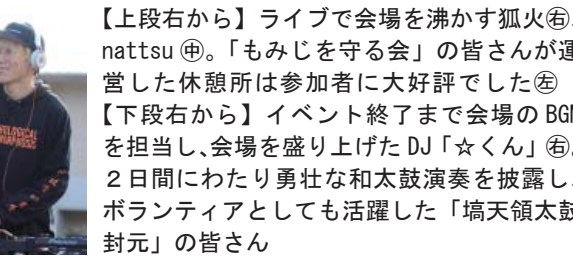 【上段右から】ライブで会場を沸かす狐火㊨、
nattsu㊥。「もみじを守る会」の皆さんが運
営した休憩所は参加者に大好評でした㊧
【下段右から】イベント終了まで会場のBGM
を担当し、会場を盛り上げたDJ「☆くん」㊨。
２日間にわたり勇壮な和太鼓演奏を披露し、
ボランティアとしても活躍した「塙天領太鼓
封元」の皆さん